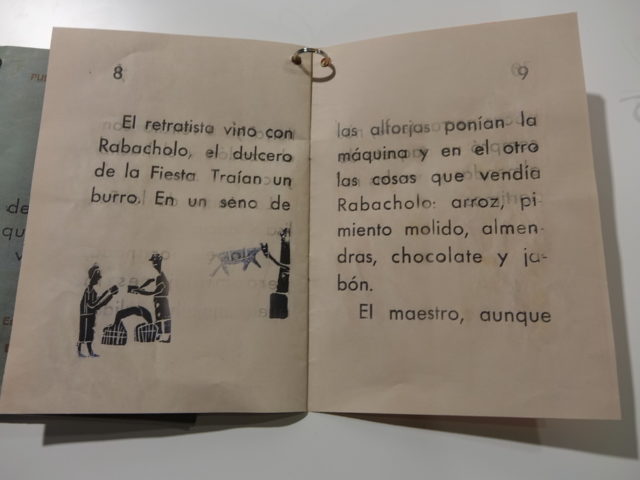 8
El retratista vino con
Rabacholo, el dulcero
de la Fiesta Traían un
burro. En un seno de
9
las alforjas ponían la
máquina y en el otro
las cosas que vendía
Rabacholo: arroz, pi-
miento molido, almen-
dras, chocolate y ja-
bón.
El maestro, aunque